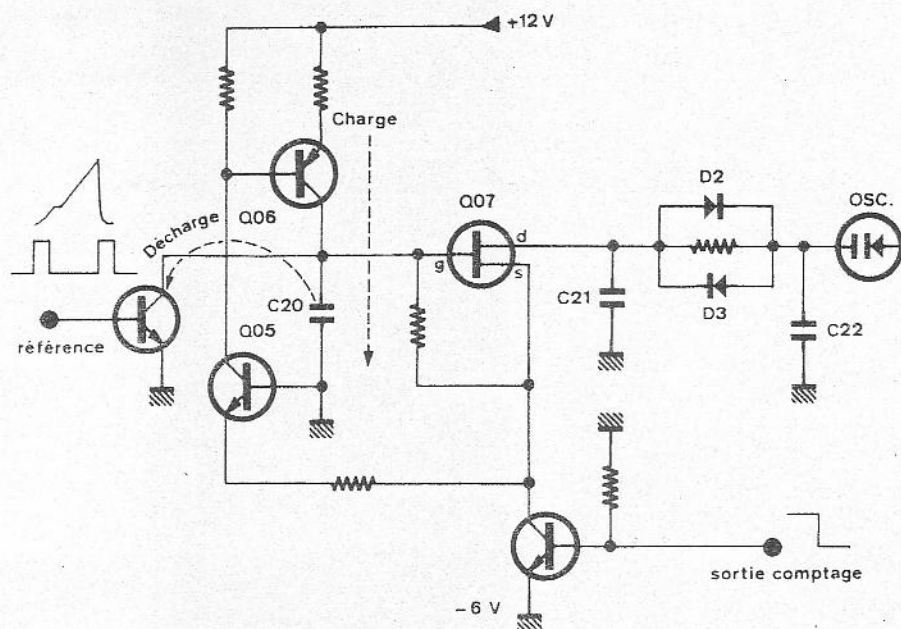 +12 V
Charge
Q06
Décharge
Q07
D2
OSC.
g
d
s
C20
C21
D3
C22
Q05
référence
sortie comptage
-6 V